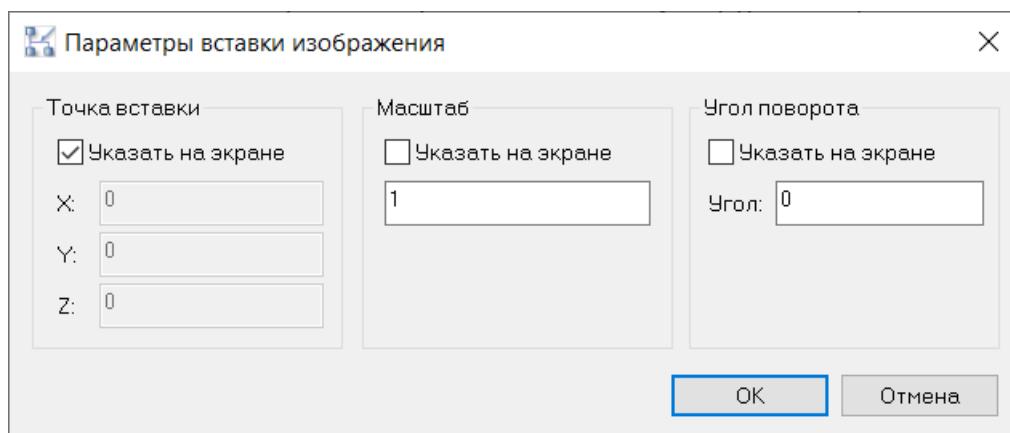 Параметры вставки изображения
Точка вставки
Указать на экране
X: 0
Y: 0
Z: 0
Масштаб
Указать на экране
1
Угол поворота
Указать на экране
Угол: 0
OK
Отмена